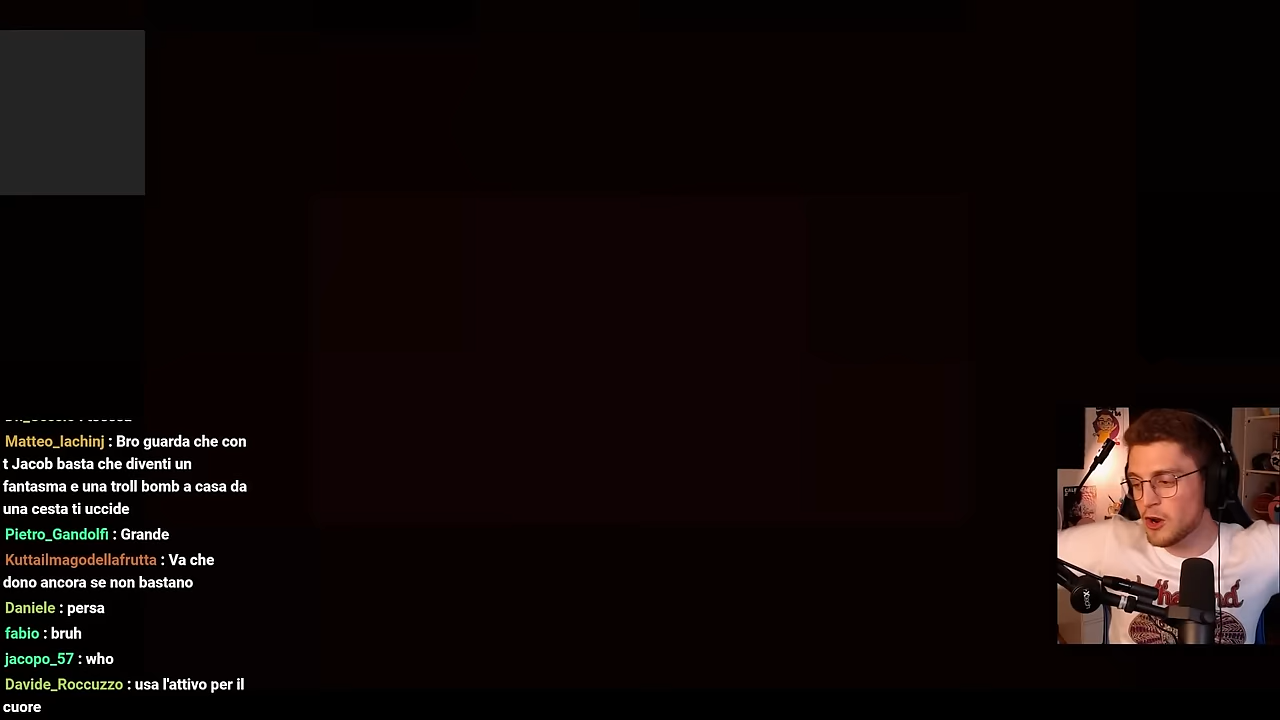 Matteo_Iachinj : Bro guarda che con
t Jacob basta che diventi un
fantasma e una troll bomb a casa da
una cesta ti uccide
Pietro_Gandolfi : Grande
Kuttailmagodellafrutta : Va che
dono ancora se non bastano
Daniele : persa
fabio : bruh
jacopo_57 : who
Davide_Roccuzzo : usa l'attivo per il
cuore